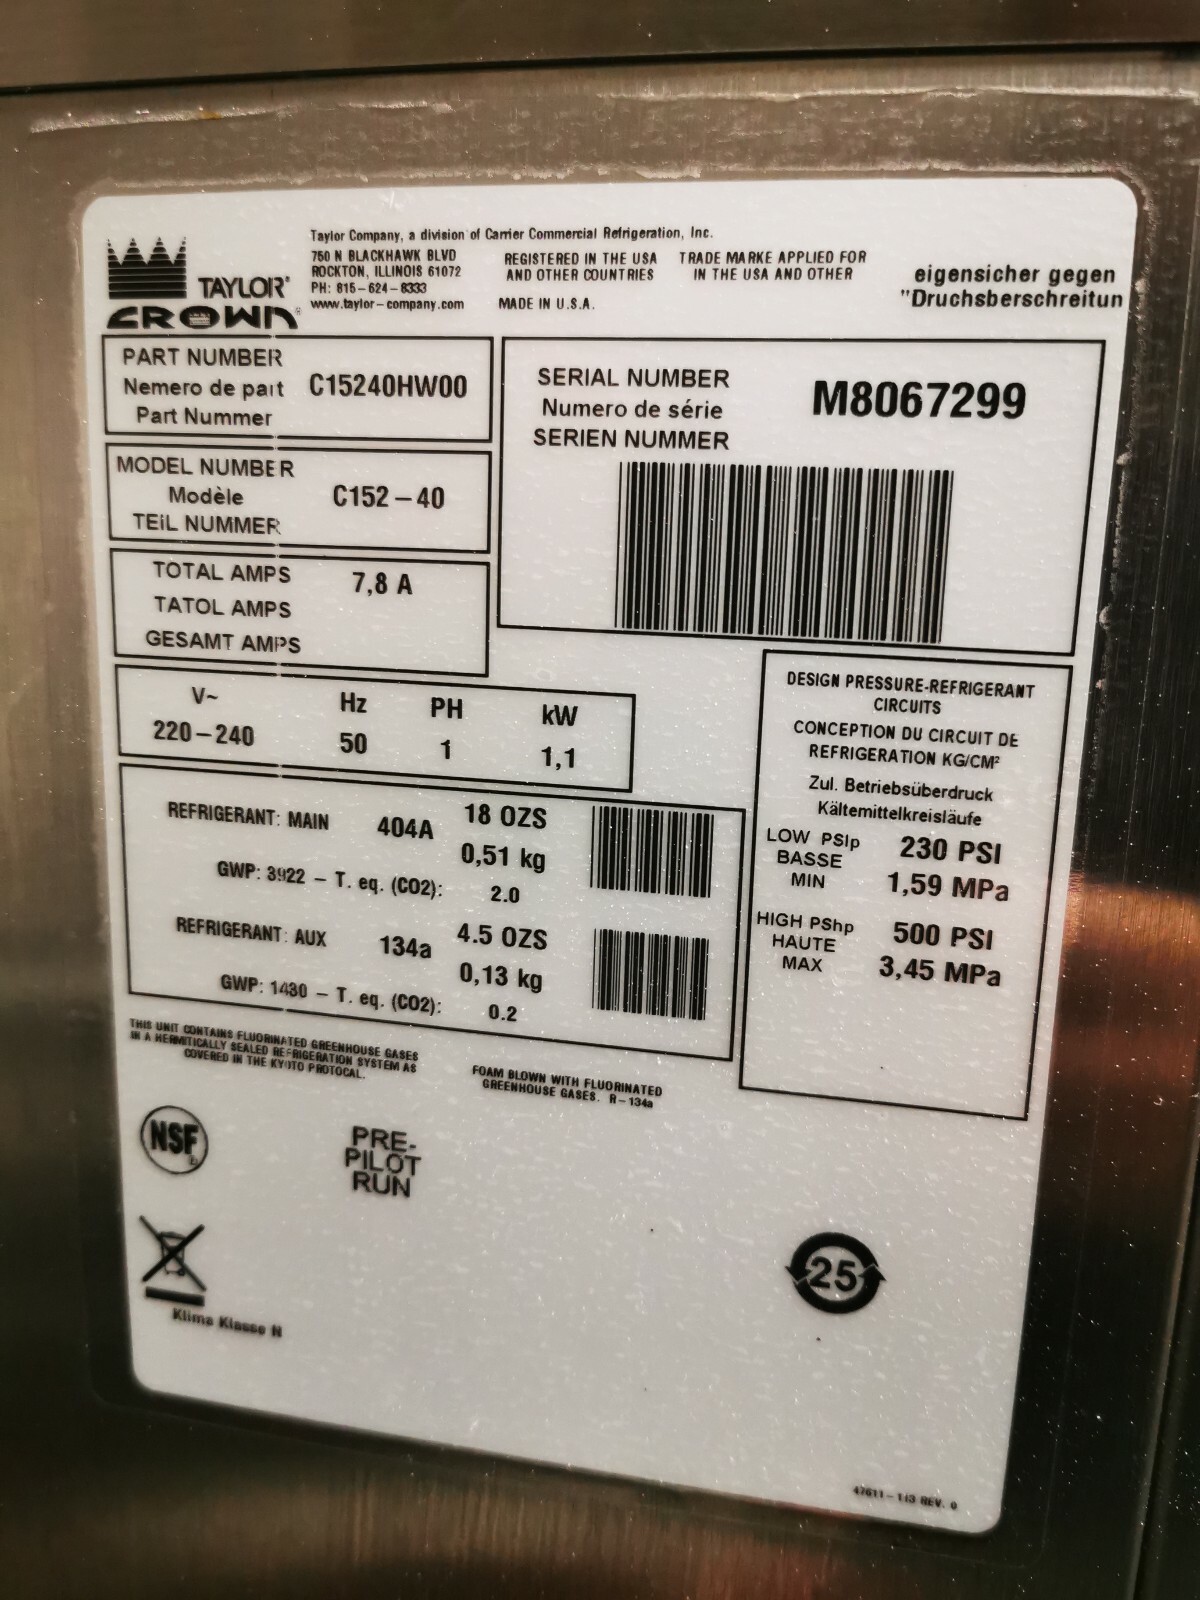 TAYLOR®
CROWN®
Taylor Company, a division of Carrier Commercial Refrigeration, Inc.
750 N BLACKHAWK BLVD
ROCKTON, ILLINOIS 61072
PH: 815-624-8333
www.taylor-company.com
REGISTERED IN THE USA
AND OTHER COUNTRIES
MADE IN U.S.A.
TRADE MARKE APPLIED FOR
IN THE USA AND OTHER
eigensicher gegen
"Druchsberschreitun
PART NUMBER
Nemero de part
Part Nummer
C15240HW00
SERIAL NUMBER
Numero de série
SERIEN NUMMER
M8067299
MODEL NUMBER
Modèle
TEiL NUMMER
C152-40
TOTAL AMPS
TATOL AMPS
GESAMT AMPS
7,8 A
V~ Hz PH kW
220-240 50 1 1,1
REFRIGERANT: MAIN 404A 18 OZS
0,51 kg
GWP: 3922 - T. eq. (CO2): 2.0
REFRIGERANT: AUX 134a 4.5 OZS
0,13 kg
GWP: 1430 - T. eq. (CO2): 0.2
DESIGN PRESSURE-REFRIGERANT
CIRCUITS
CONCEPTION DU CIRCUIT DE
REFRIGERATION KG/CM²
Zul. Betriebsüberdruck
Kältemittelkreisläufe
LOW PSIp
BASSE
MIN
230 PSI
1,59 MPa
HIGH PShp
HAUTE
MAX
500 PSI
3,45 MPa
THIS UNIT CONTAINS FLUORINATED GREENHOUSE GASES
IN A HERMITICALLY SEALED REFRIGERATION SYSTEM AS
COVERED IN THE KYOTO PROTOCAL.
FOAM BLOWN WITH FLUORINATED
GREENHOUSE GASES. R-134a
NSF
PRE-
PILOT
RUN
25
Klima Klasse N
47611-113 REV. 0